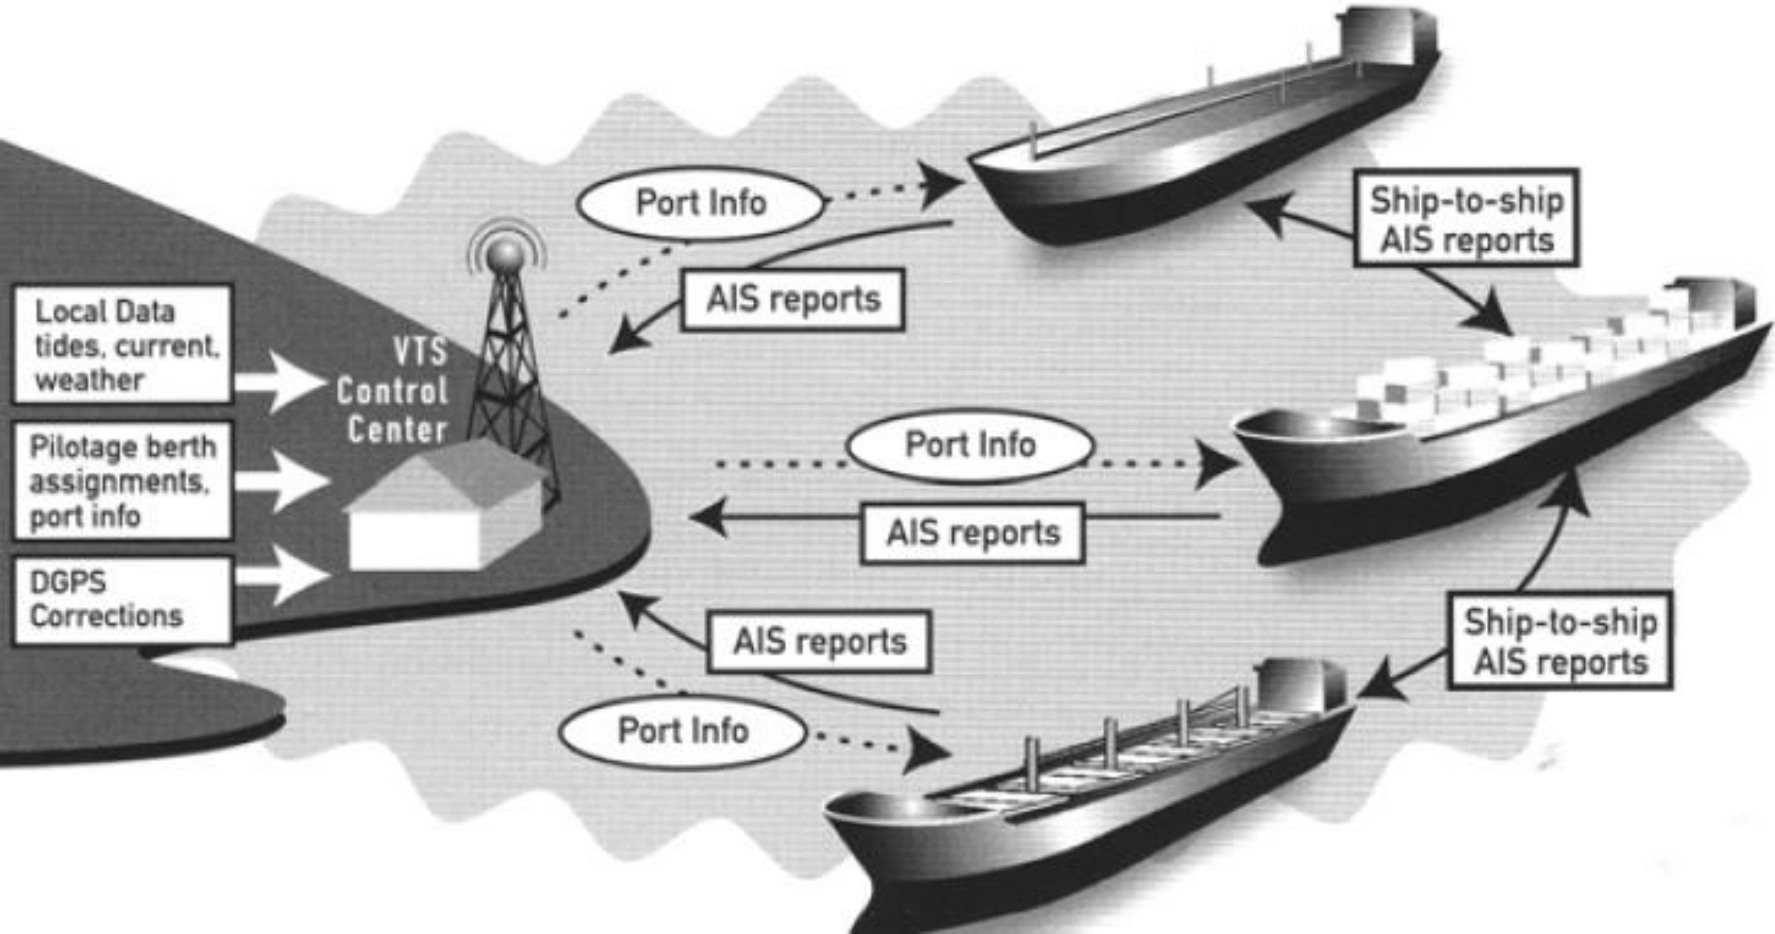 Port Info
Ship-to-ship
AIS reports
AIS reports
Local Data
tides, current,
weather
VTS
Control
Center
Pilotage berth
assignments,
port info
Port Info
AIS reports
DGPS
Corrections
AIS reports
Ship-to-ship
AIS reports
Port Info